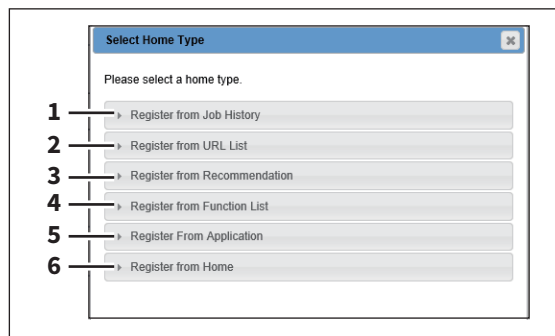 Select Home Type
Please select a home type.
1 Register from Job History
2 Register from URL List
3 Register from Recommendation
4 Register from Function List
5 Register From Application
6 Register from Home